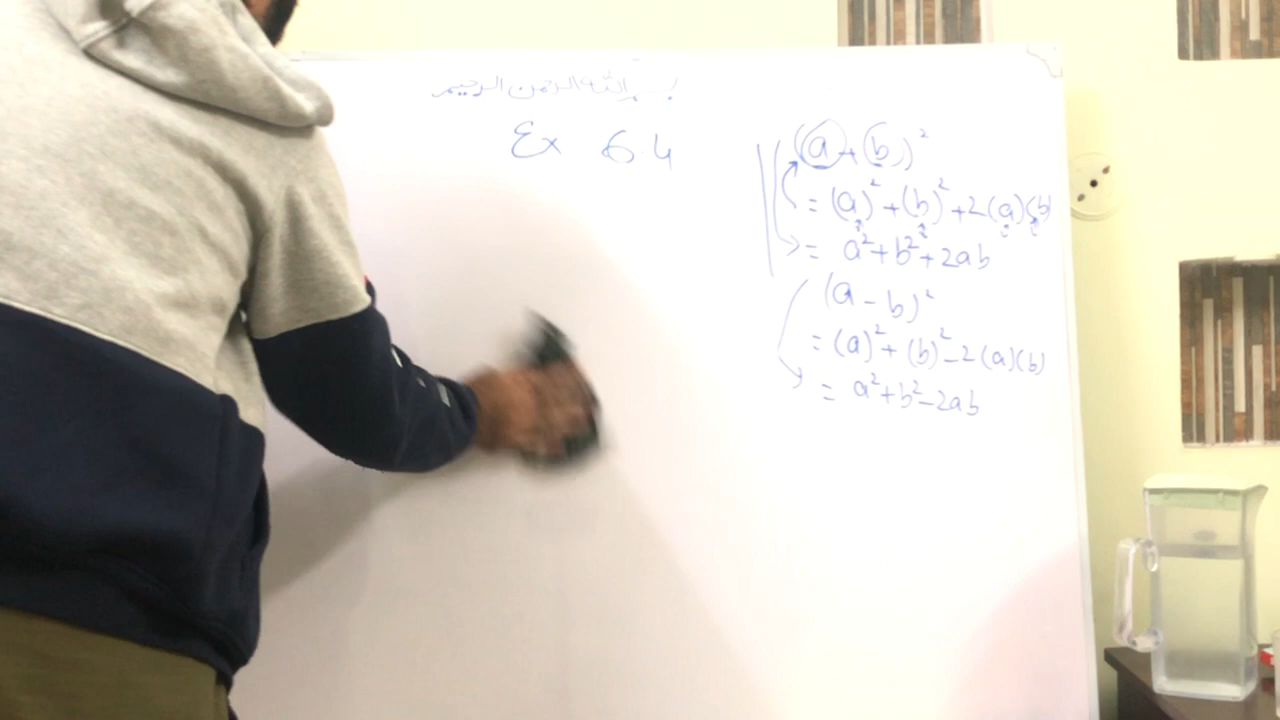 بسم الله الرحمن الرحيم
Ex 6.4
(a+b)²
= (a)²+(b)²+2(a)(b)
= a²+b²+2ab
(a-b)²
= (a)²+(b)²-2(a)(b)
= a²+b²-2ab